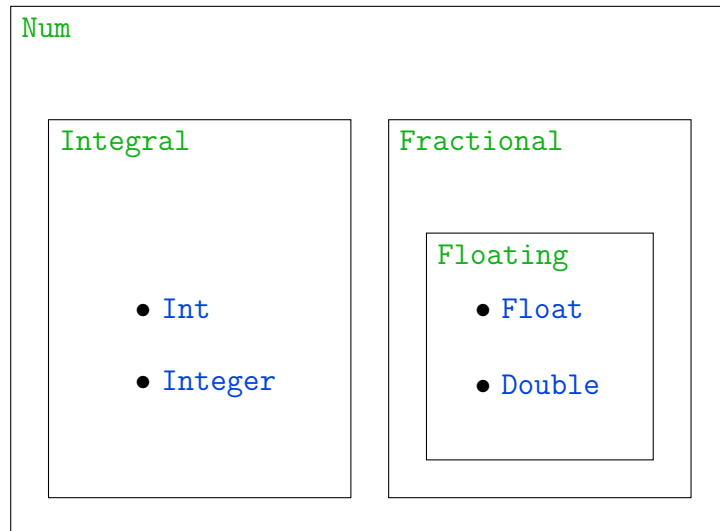 Num
Integral
Fractional
Floating
Int
Float
Integer
Double